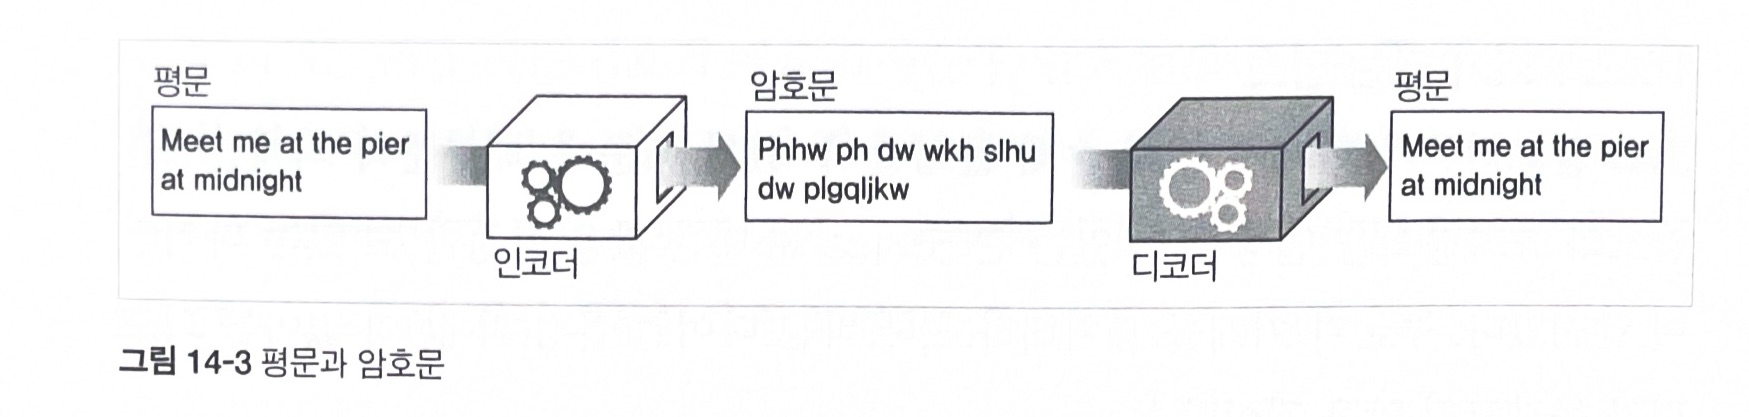 평문
Meet me at the pier
at midnight
인코더
암호문
Phhw ph dw wkh slhu
dw plgqljkw
디코더
평문
Meet me at the pier
at midnight
그림 14-3 평문과 암호문